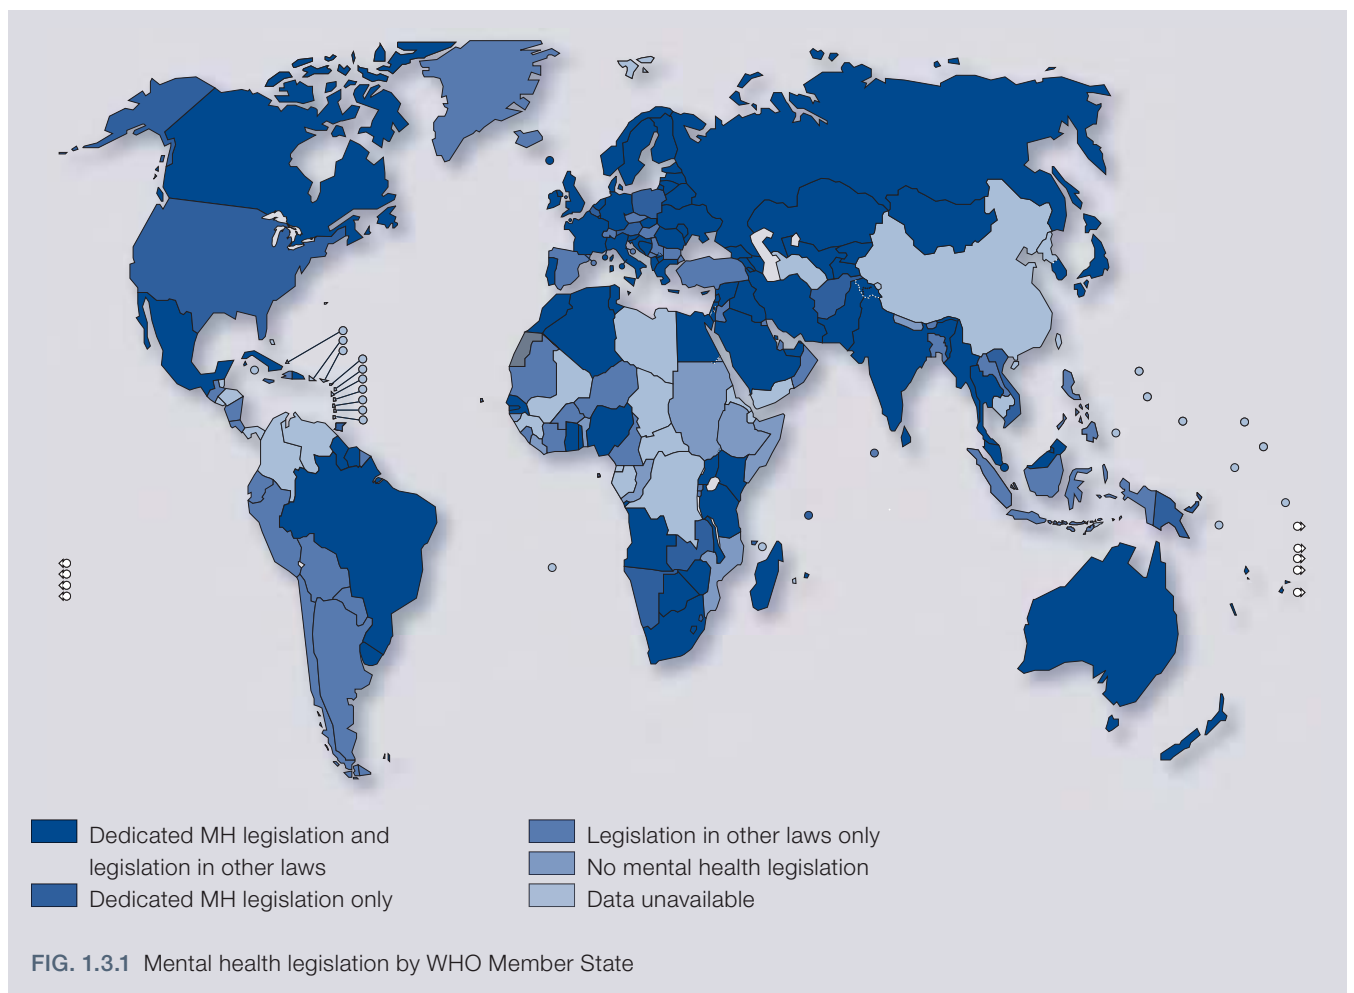 Dedicated MH legislation and
legislation in other laws
Dedicated MH legislation only
Legislation in other laws only
No mental health legislation
Data unavailable
FIG. 1.3.1 Mental health legislation by WHO Member State